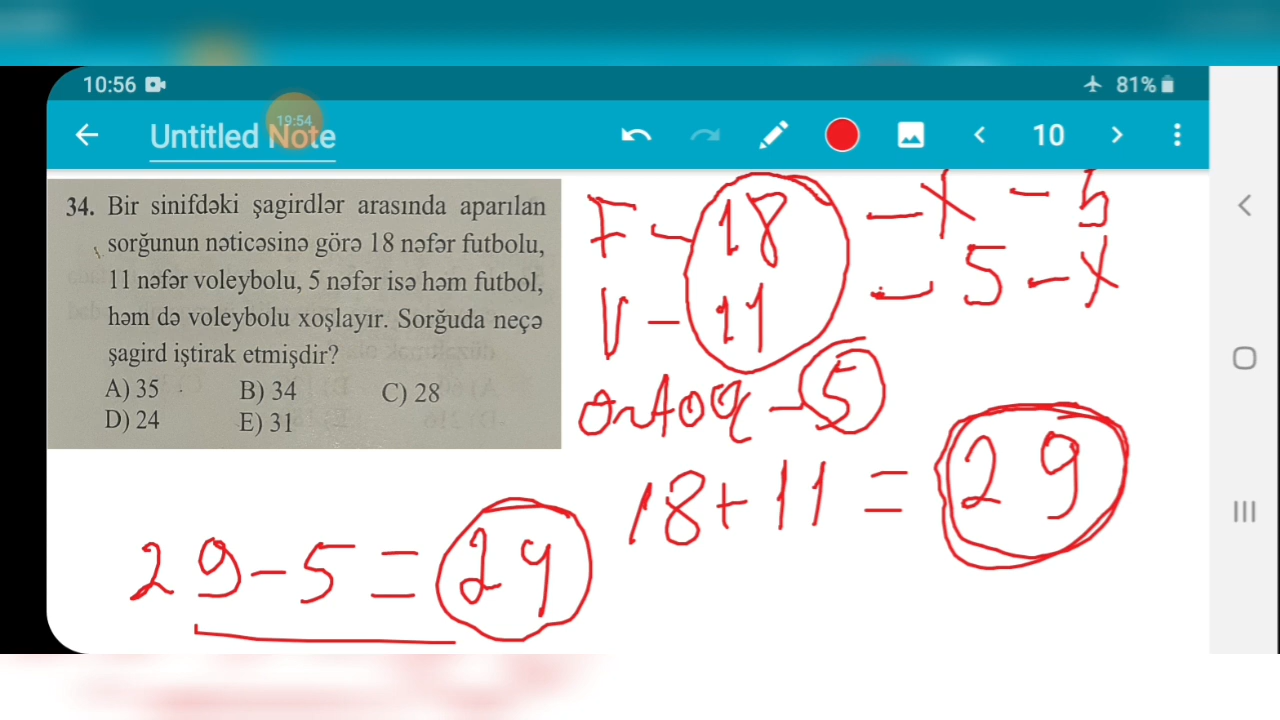 10:56
81%
Untitled Note
19:54
10
34. Bir sinifdəki şagirdlər arasında aparılan
sorğunun nəticəsinə görə 18 nəfər futbolu,
11 nəfər voleybolu, 5 nəfər isə həm futbol,
həm də voleybolu xoşlayır. Sorğuda neçə
şagird iştirak etmişdir?
A) 35 B) 34 C) 28
D) 24 E) 31
F – 18 – X – 5
V – 11 – 5 – X
Ortoq – 5
18 + 11 = 29
29 – 5 = 24